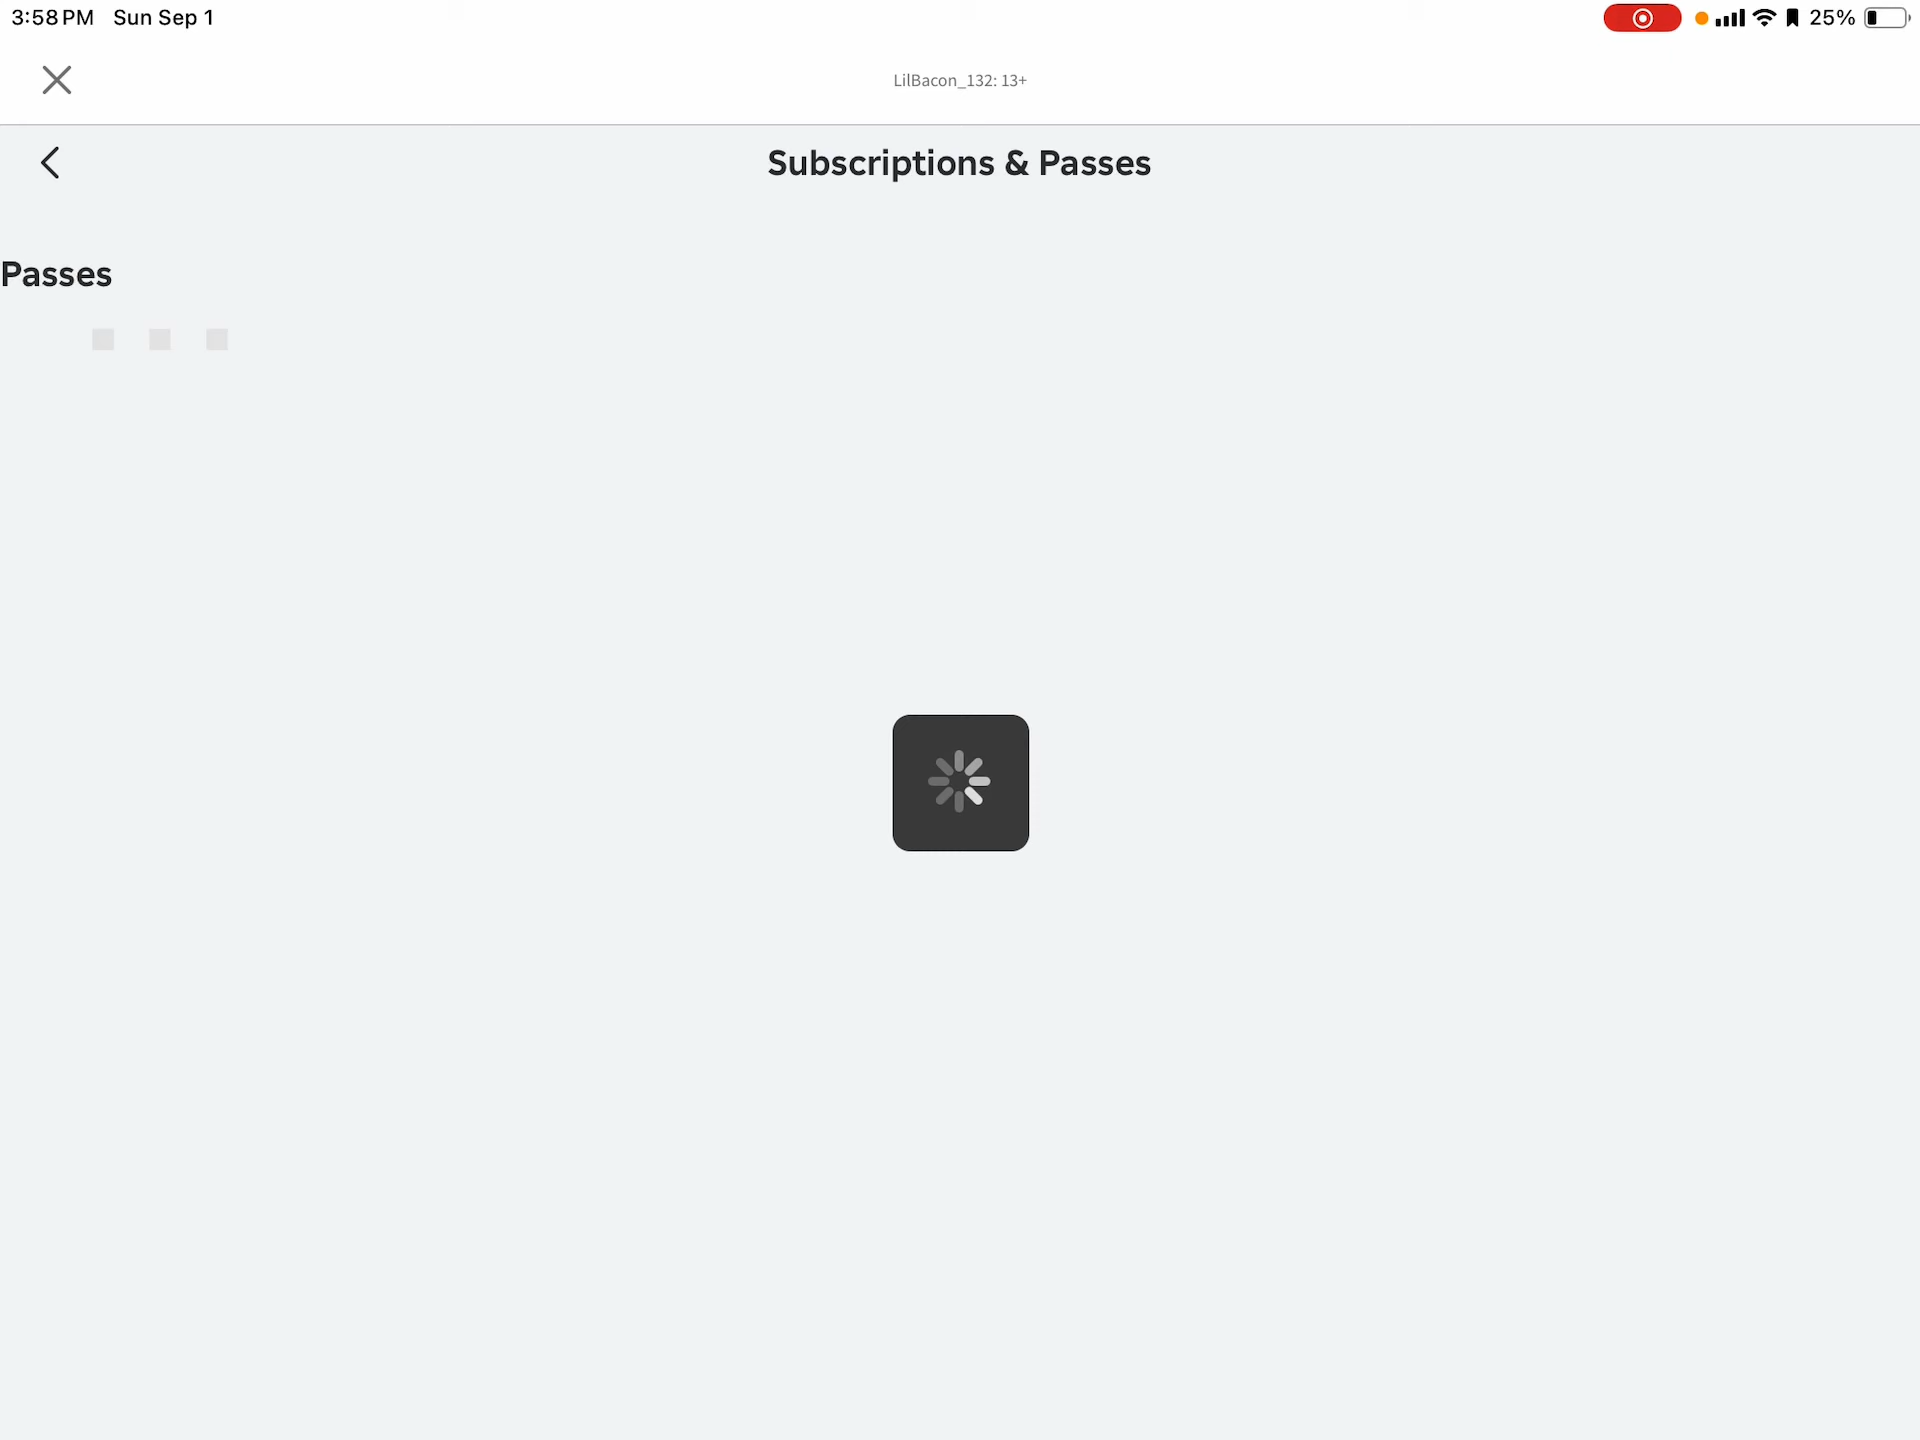 3:58 PM Sun Sep 1
25%
LilBacon_132: 13+
Subscriptions & Passes
Passes